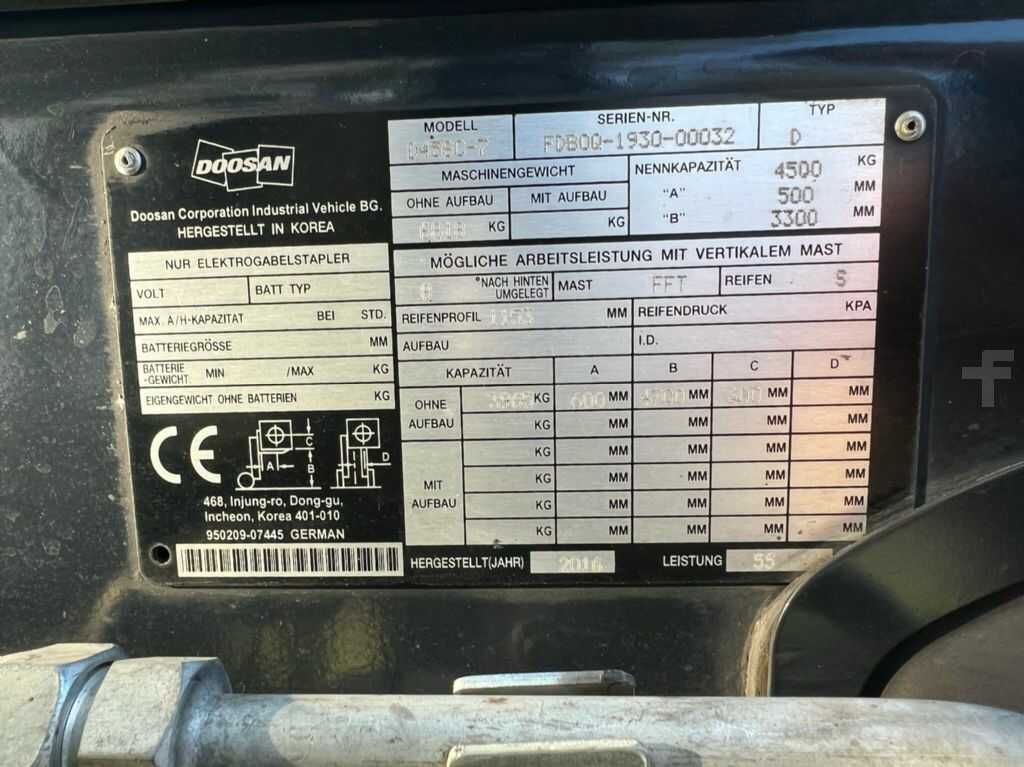 DOOSAN
Doosan Corporation Industrial Vehicle BG.
HERGESTELLT IN KOREA
NUR ELEKTROGABELSTAPLER
VOLT BATT TYP
MAX. A/H-KAPAZITAT BEI STD.
BATTERIEGRÖSSE MM
BATTERIE -GEWICHT MIN /MAX KG
EIGENGEWICHT OHNE BATTERIEN KG
CE
C
A B D
468, Injung-ro, Dong-gu,
Incheon, Korea 401-010
950209-07445 GERMAN
MODELL SERIEN-NR. TYP
FDB0Q-1930-00032 D
MASCHINENGEWICHT
OHNE AUFBAU MIT AUFBAU
KG KG
NENNKAPAZITÄT 4500 KG
"A" 500 MM
"B" 3300 MM
MÖGLICHE ARBEITSLEISTUNG MIT VERTIKALEM MAST
°NACH HINTEN UMGELEGT MAST FFT REIFEN S
REIFENPROFIL MM REIFENDRUCK KPA
AUFBAU I.D.
KAPAZITÄT A B C D
OHNE AUFBAU KG 600 MM MM 300 MM MM
KG MM MM MM MM
MIT AUFBAU
KG MM MM MM MM
KG MM MM MM MM
KG MM MM MM MM
KG MM MM MM MM
HERGESTELLT(JAHR) 2016 LEISTUNG 55
f